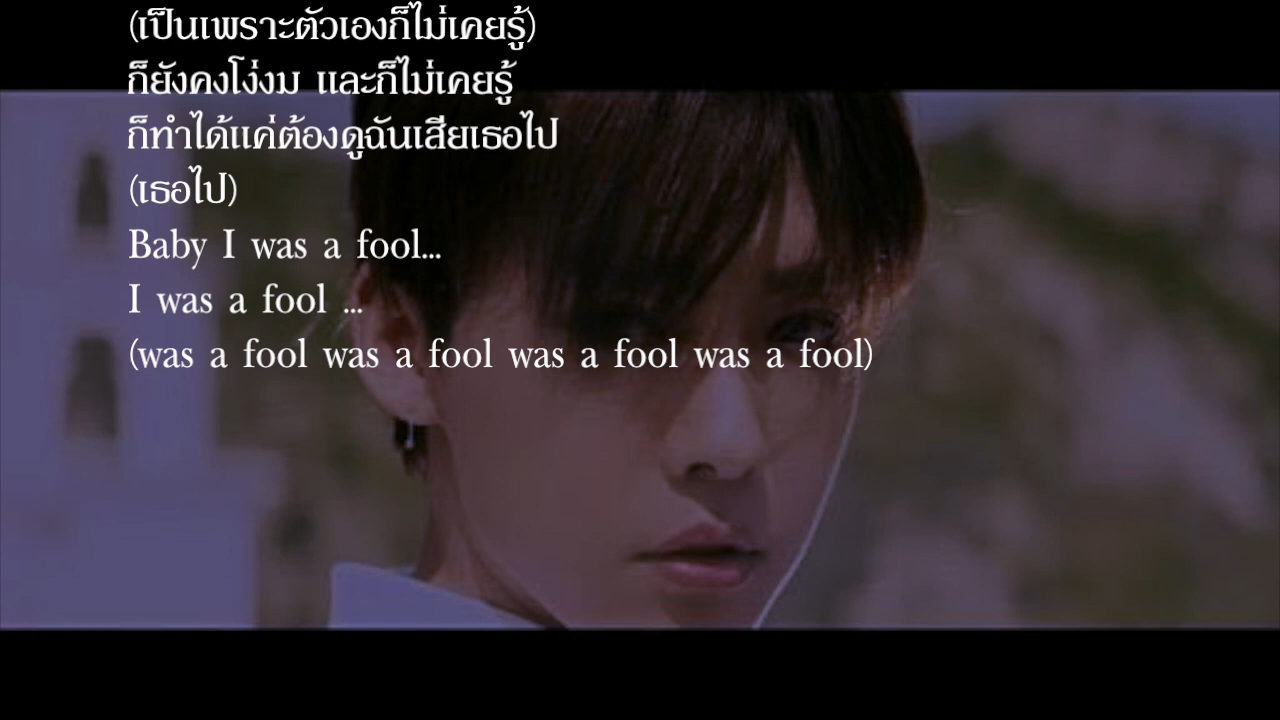 (เป็นเพราะตัวเองก็ไม่เคยรู้)
ก็ยังคงโง่งม และก็ไม่เคยรู้
ก็ทำได้แค่ต้องดูฉันเสียเธอไป
(เธอไป)
Baby I was a fool...
I was a fool ...
(was a fool was a fool was a fool was a fool)